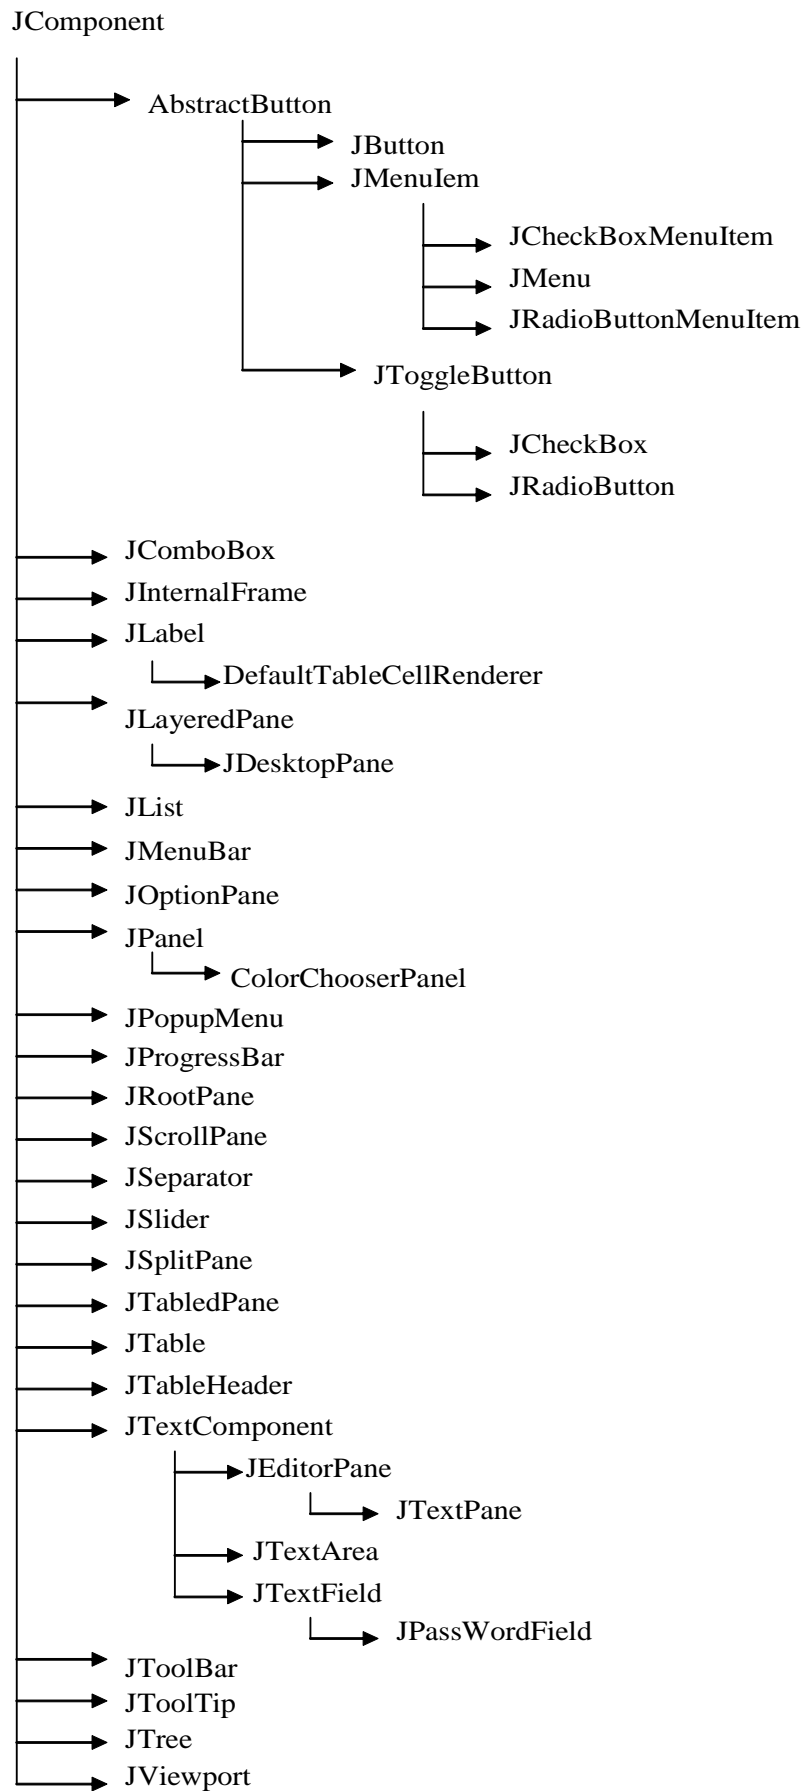 JComponent
AbstractButton
JButton
JMenuIem
JCheckBoxMenuItem
JMenu
JRadioButtonMenuItem
JToggleButton
JCheckBox
JRadioButton
JComboBox
JInternalFrame
JLabel
DefaultTableCellRenderer
JLayeredPane
JDesktopPane
JList
JMenuBar
JOptionPane
JPanel
ColorChooserPanel
JPopupMenu
JProgressBar
JRootPane
JScrollPane
JSeparator
JSlider
JSplitPane
JTabledPane
JTable
JTableHeader
JTextComponent
JEditorPane
JTextPane
JTextArea
JTextField
JPassWordField
JToolBar
JToolTip
JTree
JViewport